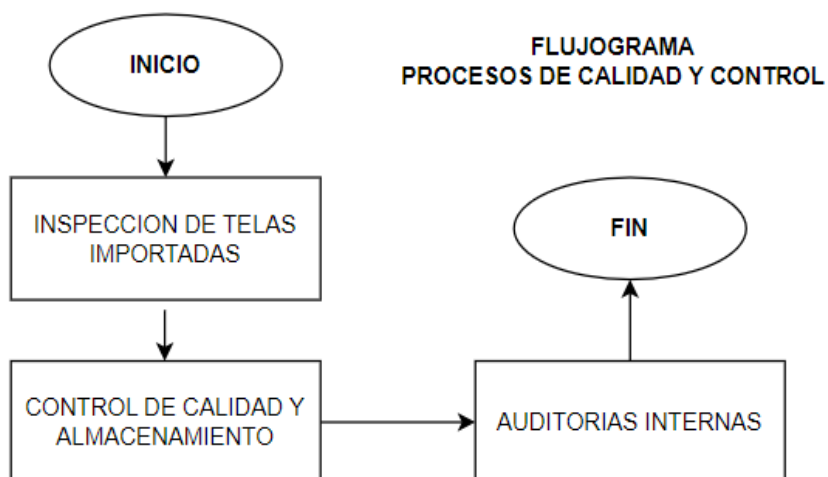 FLUJOGRAMA
PROCESOS DE CALIDAD Y CONTROL
INICIO
INSPECCION DE TELAS
IMPORTADAS
CONTROL DE CALIDAD Y
ALMACENAMIENTO
AUDITORIAS INTERNAS
FIN